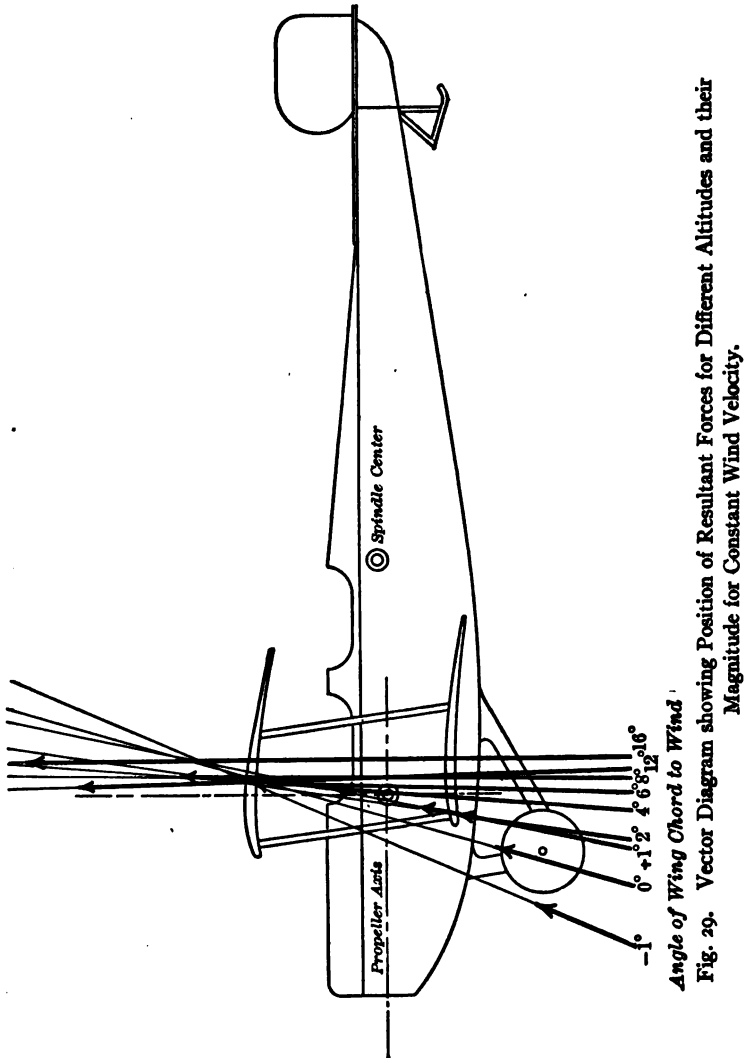 Propeller Axis
Spindle Center
-1° 0° +1° 2° 4° 6° 8° 12 °16°
Angle of Wing Chord to Wind
Fig. 29. Vector Diagram showing Position of Resultant Forces for Different Altitudes and their
Magnitude for Constant Wind Velocity.